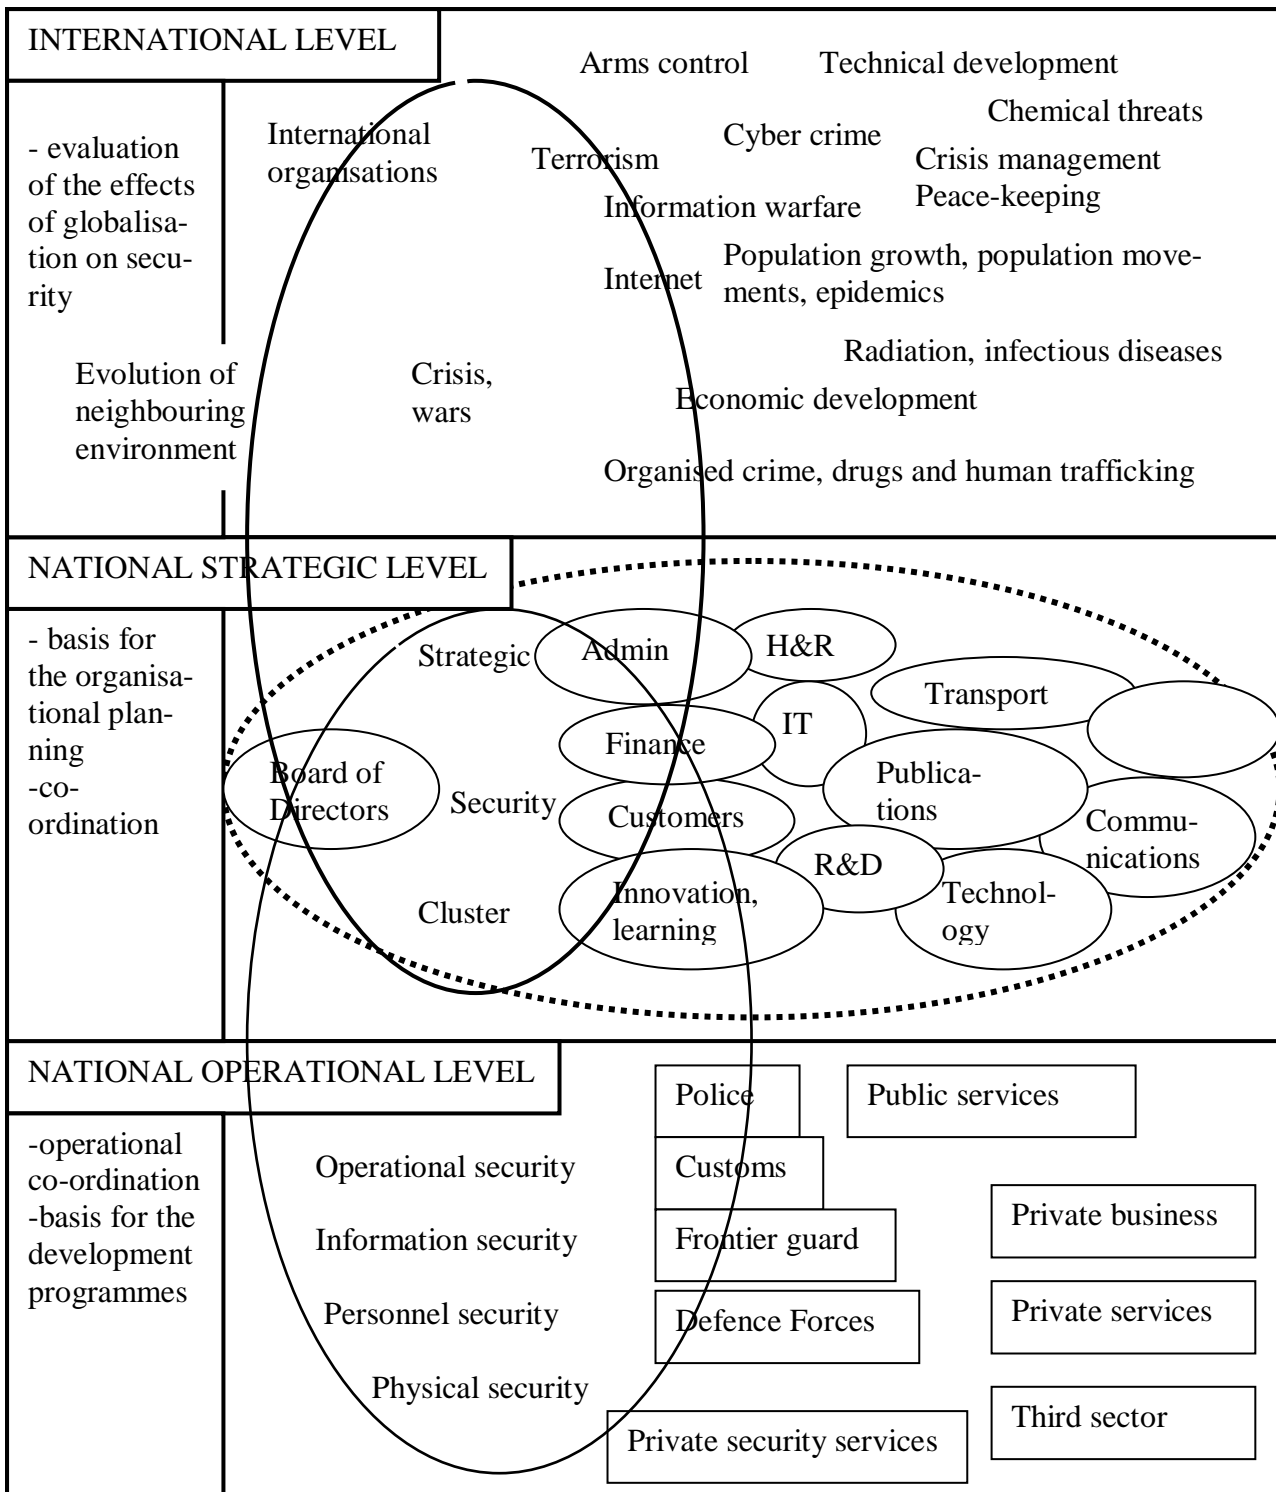 INTERNATIONAL LEVEL
Arms control
Technical development
Chemical threats
International
organisations
Cyber crime
Terrorism
Crisis management
Peace-keeping
- evaluation
of the effects
of globalisa-
tion on secu-
rity
Information warfare
Internet
Population growth, population move-
ments, epidemics
Radiation, infectious diseases
Evolution of
neighbouring
environment
Crisis,
wars
Economic development
Organised crime, drugs and human trafficking
NATIONAL STRATEGIC LEVEL
- basis for
the organisa-
tional plan-
ning
-co-
ordination
Strategic
Admin
H&R
Transport
Finance
IT
Board of
Directors
Security
Customers
Publica-
tions
Commu-
nications
R&D
Cluster
Innovation,
learning
Technol-
ogy
NATIONAL OPERATIONAL LEVEL
-operational
co-ordination
-basis for the
development
programmes
Police
Public services
Operational security
Customs
Information security
Frontier guard
Private business
Personnel security
Defence Forces
Private services
Physical security
Private security services
Third sector